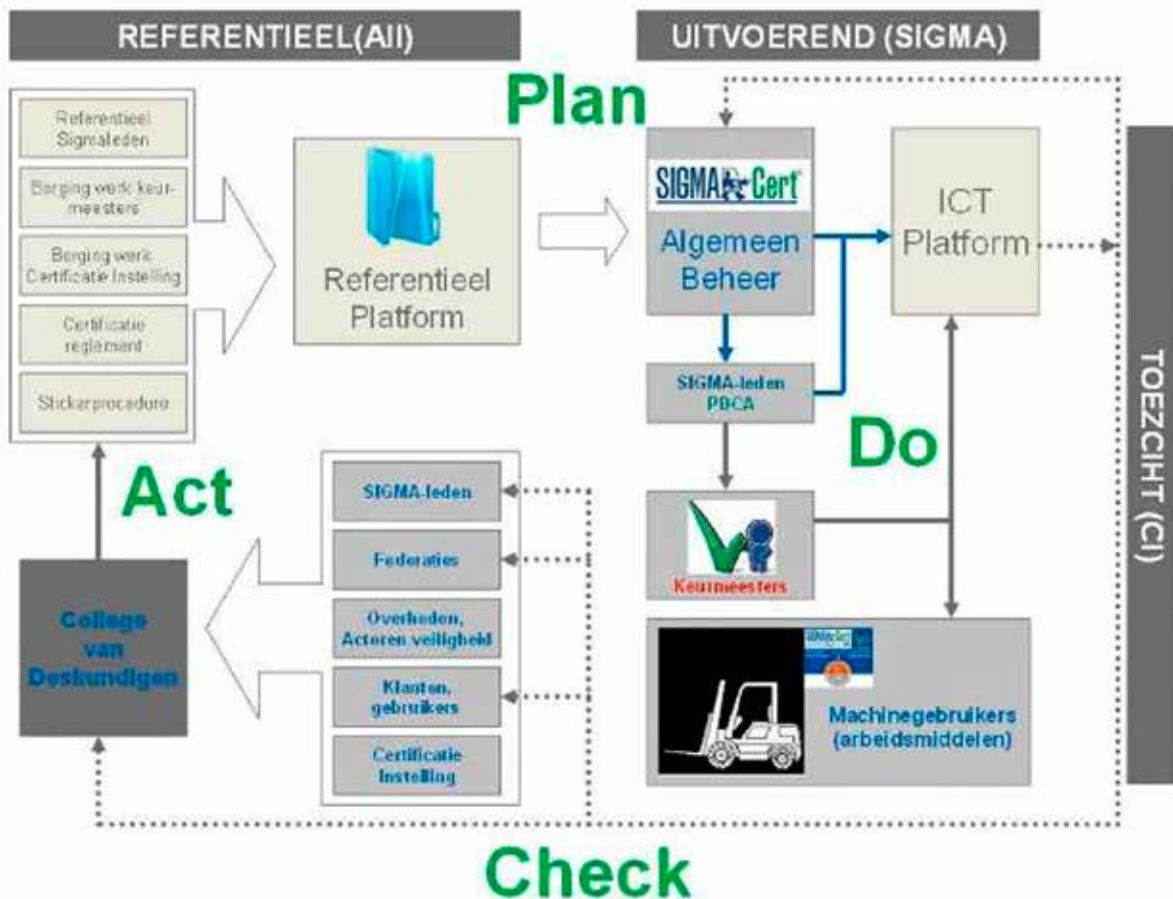 REFERENTIEEL(AII)
UITVOEREND (SIGMA)
Plan
Referentieel
Sigmaleden
Borging werk keur-
meesters
Borging werk
Certificatie Instelling
Certificatie
reglement
Stickerprocedure
Referentieel
Platform
SIGMA Cert
Algemeen
Beheer
ICT
Platform
SIGMA-leden
PDCA
Do
TOEZCIHT (CI)
Act
SIGMA-leden
Federaties
Overheden,
Actoren veiligheid
Klanten,
gebruikers
Certificatie
Instelling
College
van
Deskundigen
Keurmeesters
Machinegebruikers
(arbeidsmiddelen)
Check